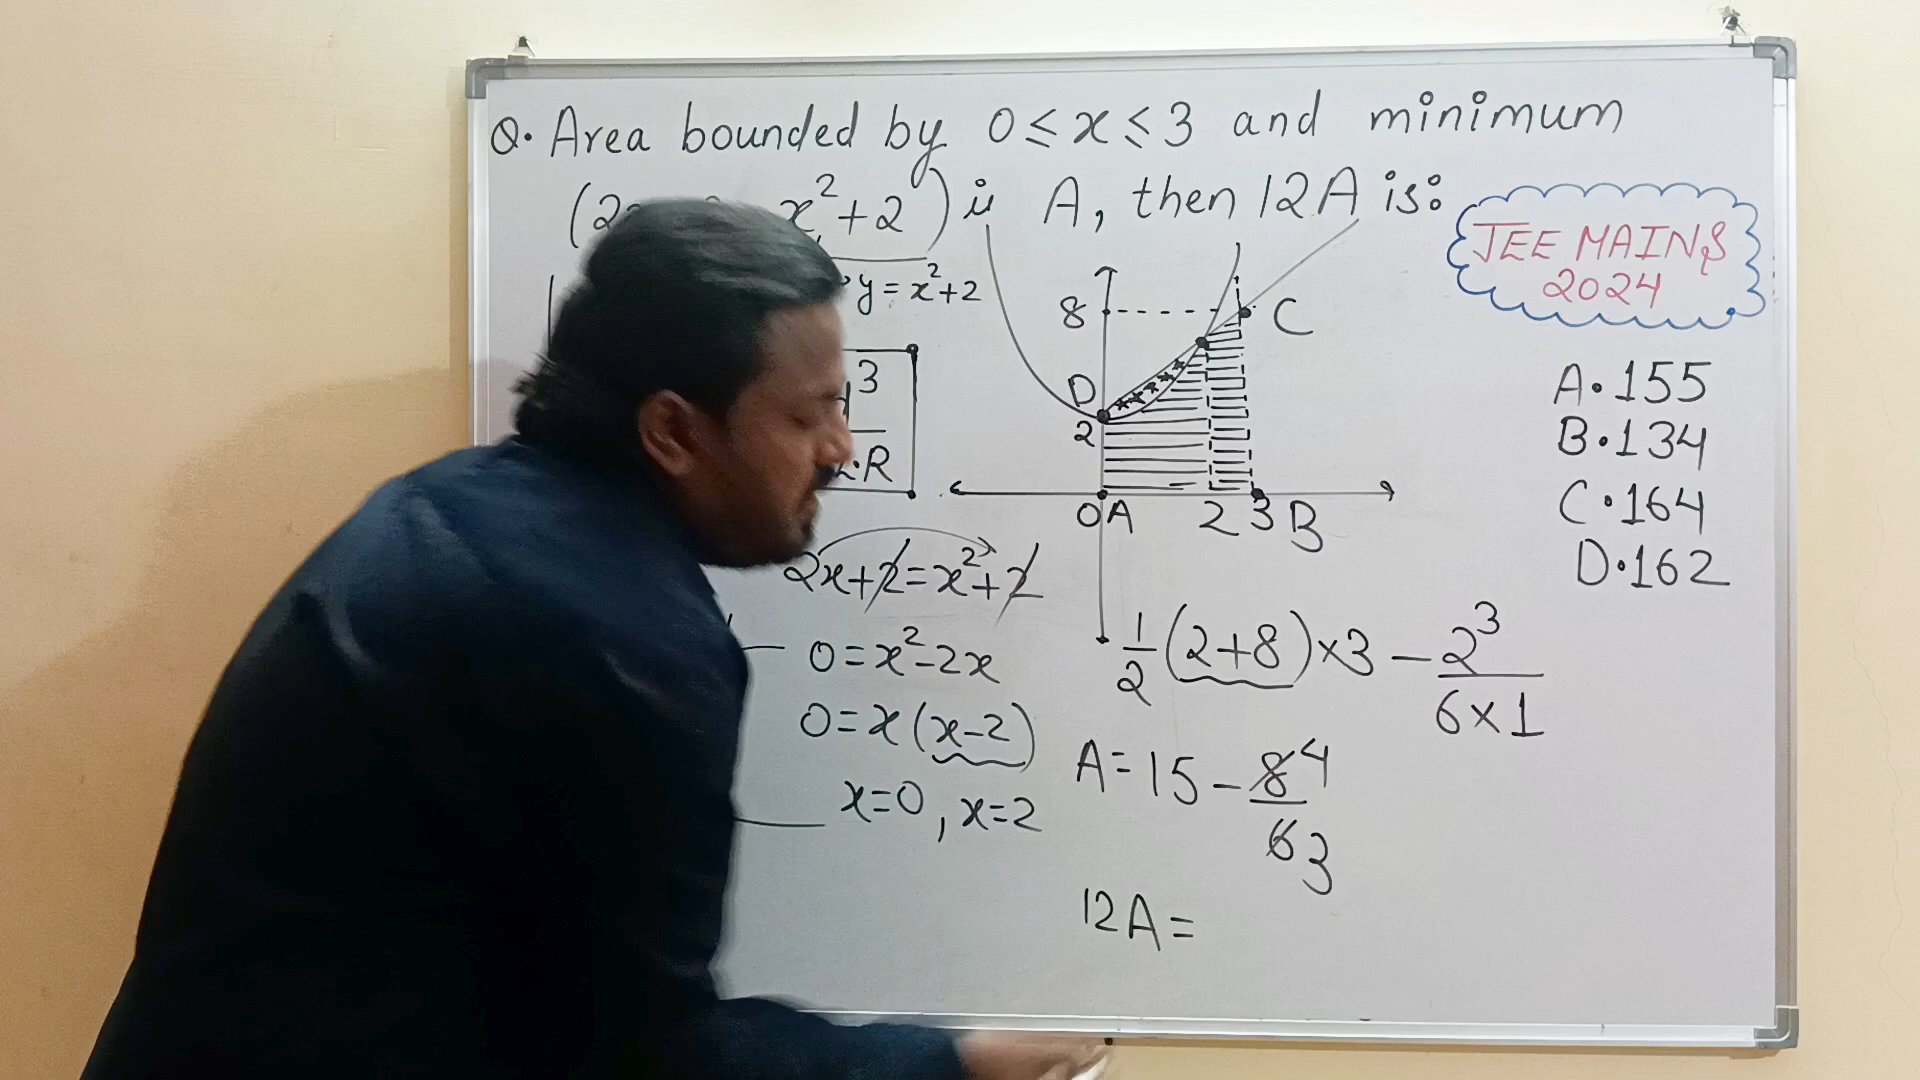 Q. Area bounded by 0 ≤ x ≤ 3 and minimum
(2 x²+2) is A, then 12A is:
y = x²+2
JEE MAINS
2024
8
C
D
2
0 A 2 3 B
3
R
A. 155
B. 134
C. 164
D. 162
2x+2 = x²+2
0 = x²-2x
0 = x(x-2)
x=0, x=2
1/2 (2+8)×3 - 2³/6×1
A = 15 - 8 4/6 3
12A =